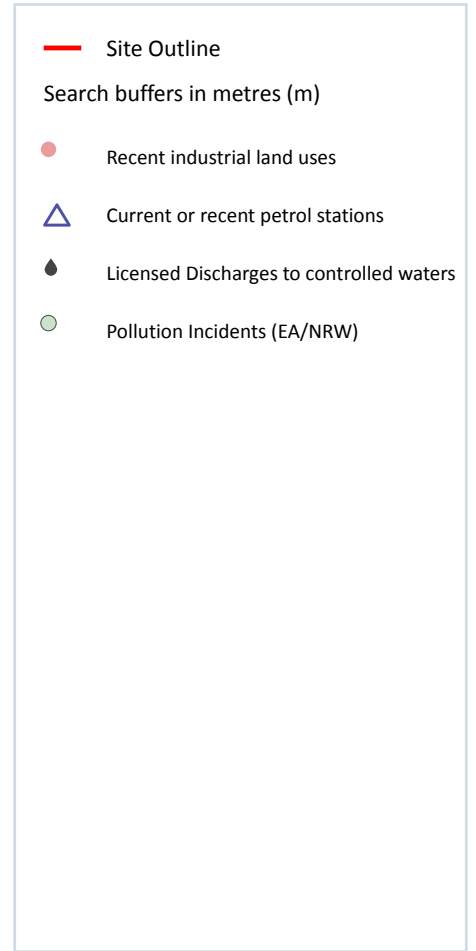 Site Outline
Search buffers in metres (m)
Recent industrial land uses
Current or recent petrol stations
Licensed Discharges to controlled waters
Pollution Incidents (EA/NRW)